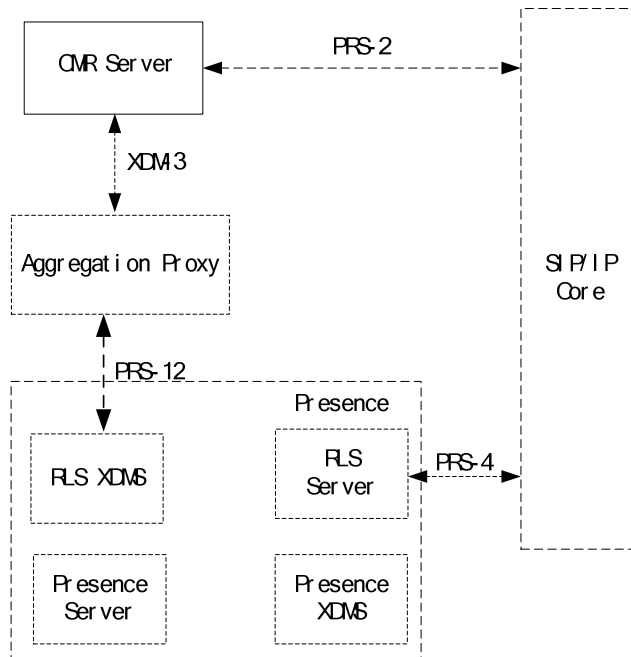 CMR Server
PRS-2
XDM-3
Aggregation Proxy
SIP/IP
Core
PRS-12
Presence
RLS XDMS
RLS
Server
PRS-4
Presence
Server
Presence
XDMS